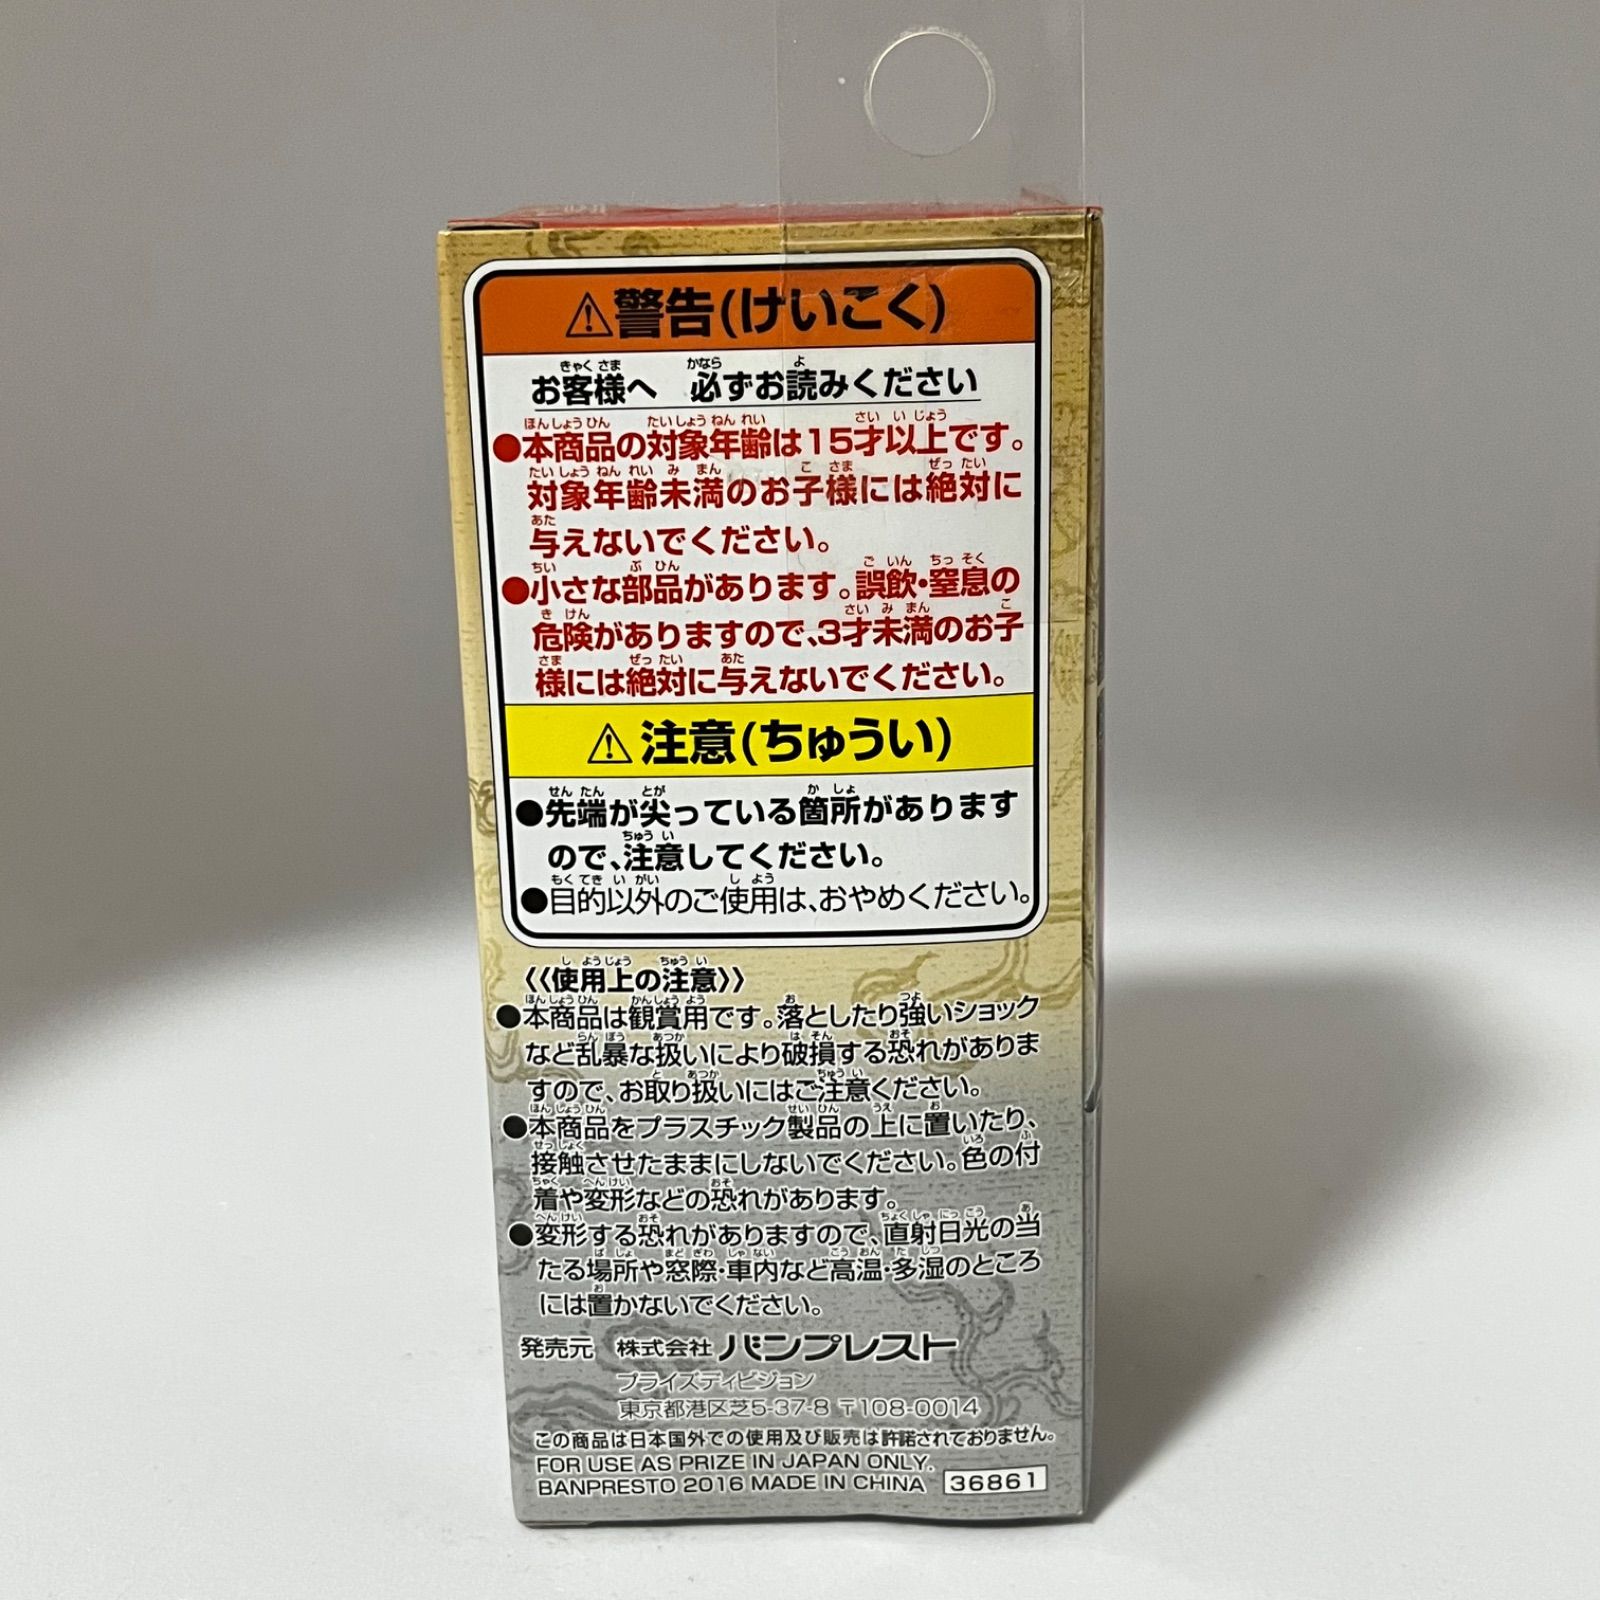 ⚠警告(けいこく)
お客様へ 必ずお読みください
●本商品の対象年齢は15才以上です。
対象年齢未満のお子様には絶対に
与えないでください。
●小さな部品があります。誤飲・窒息の
危険がありますので、3才未満のお子
様には絶対に与えないでください。
⚠注意(ちゅうい)
●先端が尖っている箇所があります
ので、注意してください。
●目的以外のご使用は、おやめください。
《使用上の注意》
●本商品は観賞用です。落としたり強いショック
など乱暴な扱いにより破損する恐れがありま
すので、お取り扱いにはご注意ください。
●本商品をプラスチック製品の上に置いたり、
接触させたままにしないでください。色の付
着や変形などの恐れがあります。
●変形する恐れがありますので、直射日光の当
たる場所や窓際・車内など高温・多湿のところ
には置かないでください。
発売元 株式会社 バンプレスト
プライズディビジョン
東京都港区芝5-37-8 〒108-0014
この商品は日本国外での使用及び販売は許諾されておりません。
FOR USE AS PRIZE IN JAPAN ONLY.
BANPRESTO 2016 MADE IN CHINA 36861